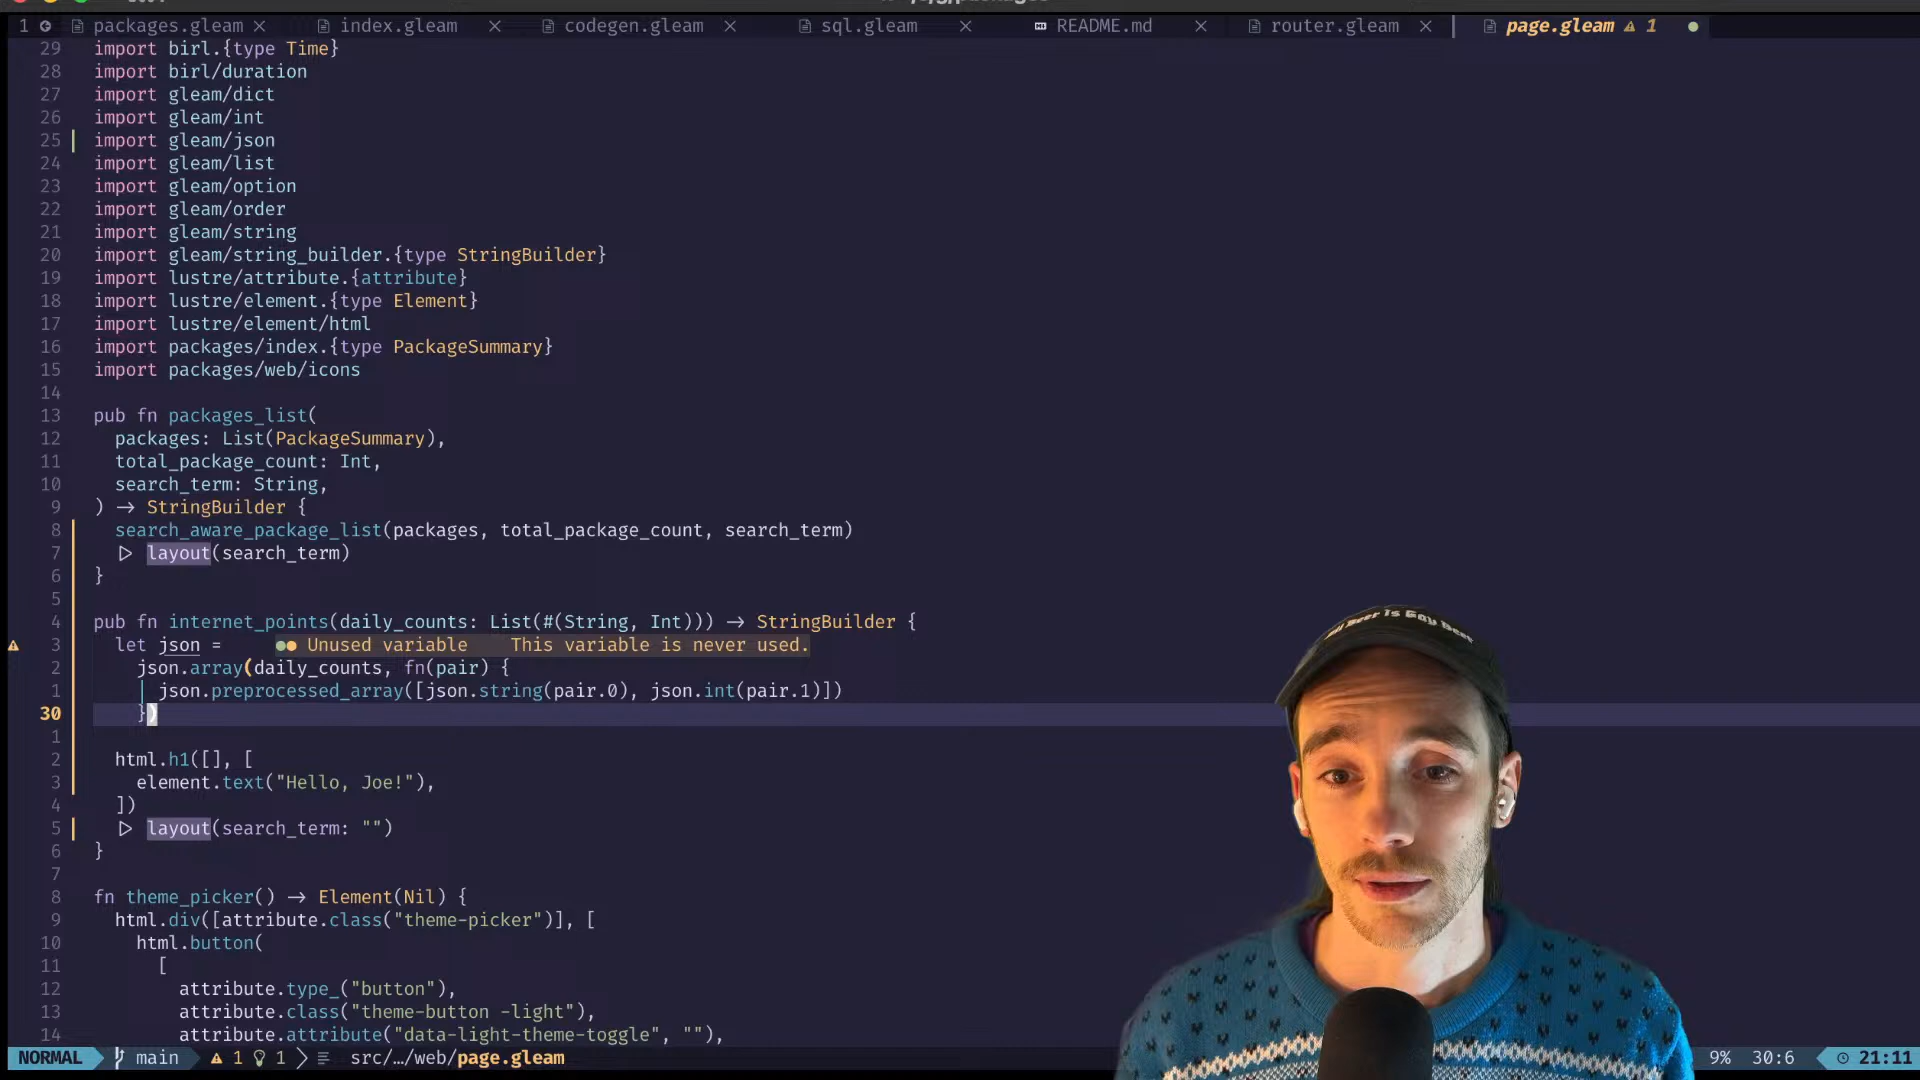 1 packages.gleam index.gleam codegen.gleam sql.gleam README.md router.gleam page.gleam 1
29 import birl.{type Time}
28 import birl/duration
27 import gleam/dict
26 import gleam/int
25 import gleam/json
24 import gleam/list
23 import gleam/option
22 import gleam/order
21 import gleam/string
20 import gleam/string_builder.{type StringBuilder}
19 import lustre/attribute.{attribute}
18 import lustre/element.{type Element}
17 import lustre/element/html
16 import packages/index.{type PackageSummary}
15 import packages/web/icons
14
13 pub fn packages_list(
12 packages: List(PackageSummary),
11 total_package_count: Int,
10 search_term: String,
9 ) -> StringBuilder {
8 search_aware_package_list(packages, total_package_count, search_term)
7 |> layout(search_term)
6 }
5
4 pub fn internet_points(daily_counts: List(#(String, Int))) -> StringBuilder {
3 let json = Unused variable This variable is never used.
2 json.array(daily_counts, fn(pair) {
1 json.preprocessed_array([json.string(pair.0), json.int(pair.1)])
30 })
1
2 html.h1([], [
3 element.text("Hello, Joe!"),
4 ])
5 |> layout(search_term: "")
6 }
7
8 fn theme_picker() -> Element(Nil) {
9 html.div([attribute.class("theme-picker")], [
10 html.button(
11 [
12 attribute.type_("button"),
13 attribute.class("theme-button -light"),
14 attribute.attribute("data-light-theme-toggle", ""),
NORMAL main 1 1 src/…/web/page.gleam 9% 30:6 21:11